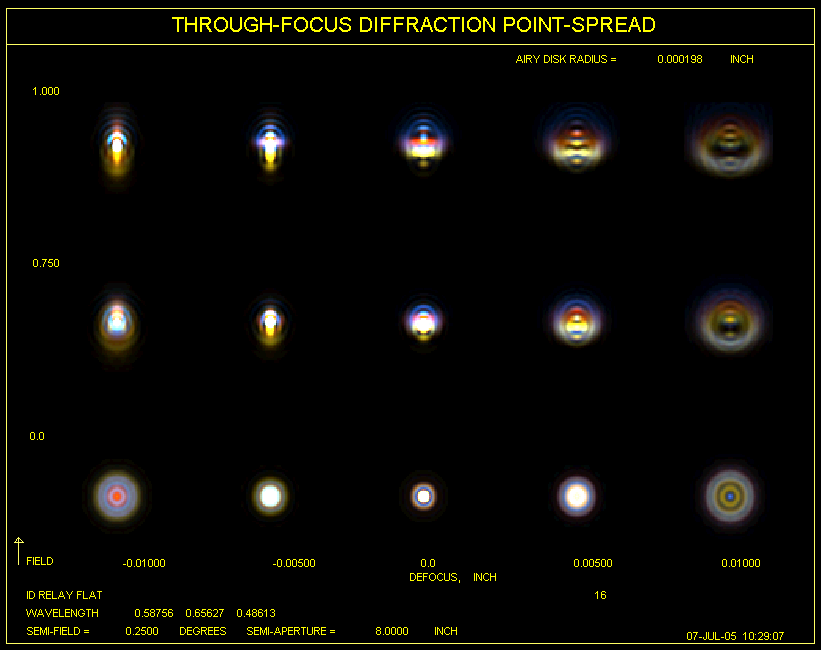 THROUGH-FOCUS DIFFRACTION POINT-SPREAD
AIRY DISK RADIUS = 0.000198 INCH
1.000
0.750
0.0
FIELD -0.01000 -0.00500 0.0 0.00500 0.01000
DEFOCUS, INCH
ID RELAY FLAT 16
WAVELENGTH 0.58756 0.65627 0.48613
SEMI-FIELD = 0.2500 DEGREES SEMI-APERTURE = 8.0000 INCH
07-JUL-05 10:29:07